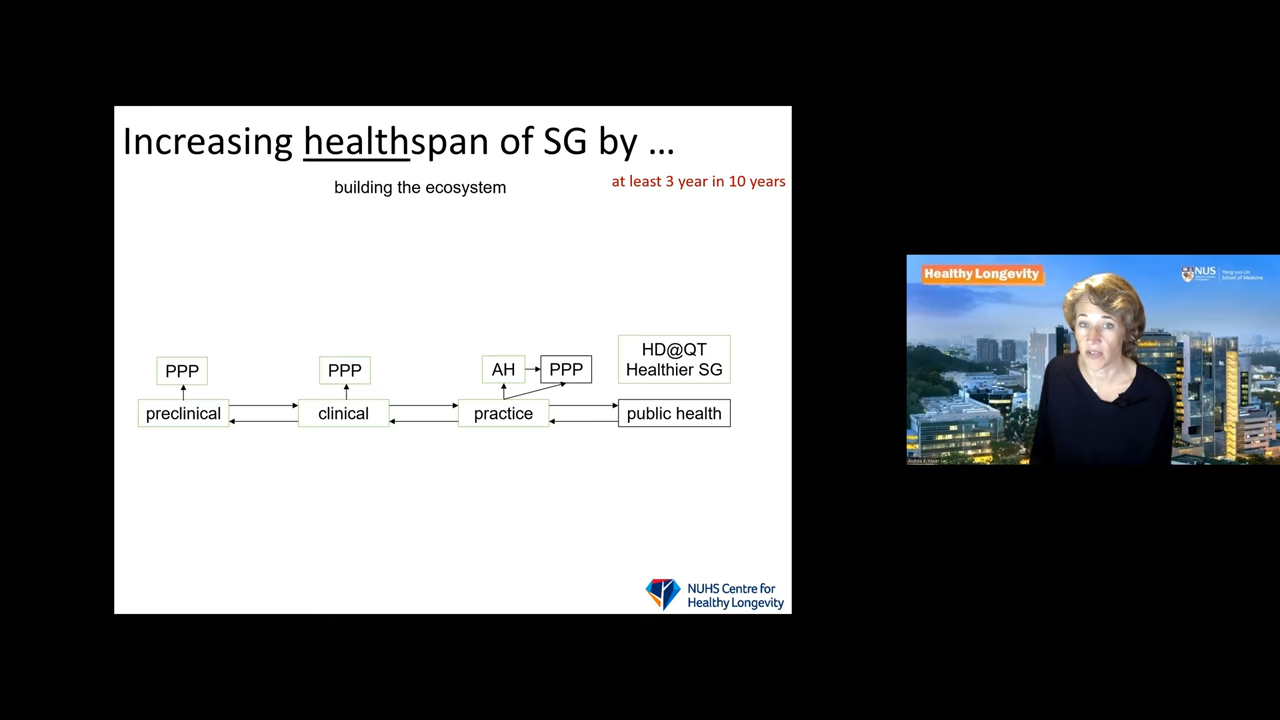 Increasing healthspan of SG by ...
building the ecosystem
at least 3 year in 10 years
PPP
PPP
AH
PPP
HD@QT
Healthier SG
preclinical
clinical
practice
public health
NUHS Centre for
Healthy Longevity
Healthy Longevity
NUS
Yong Loo Lin
School of Medicine